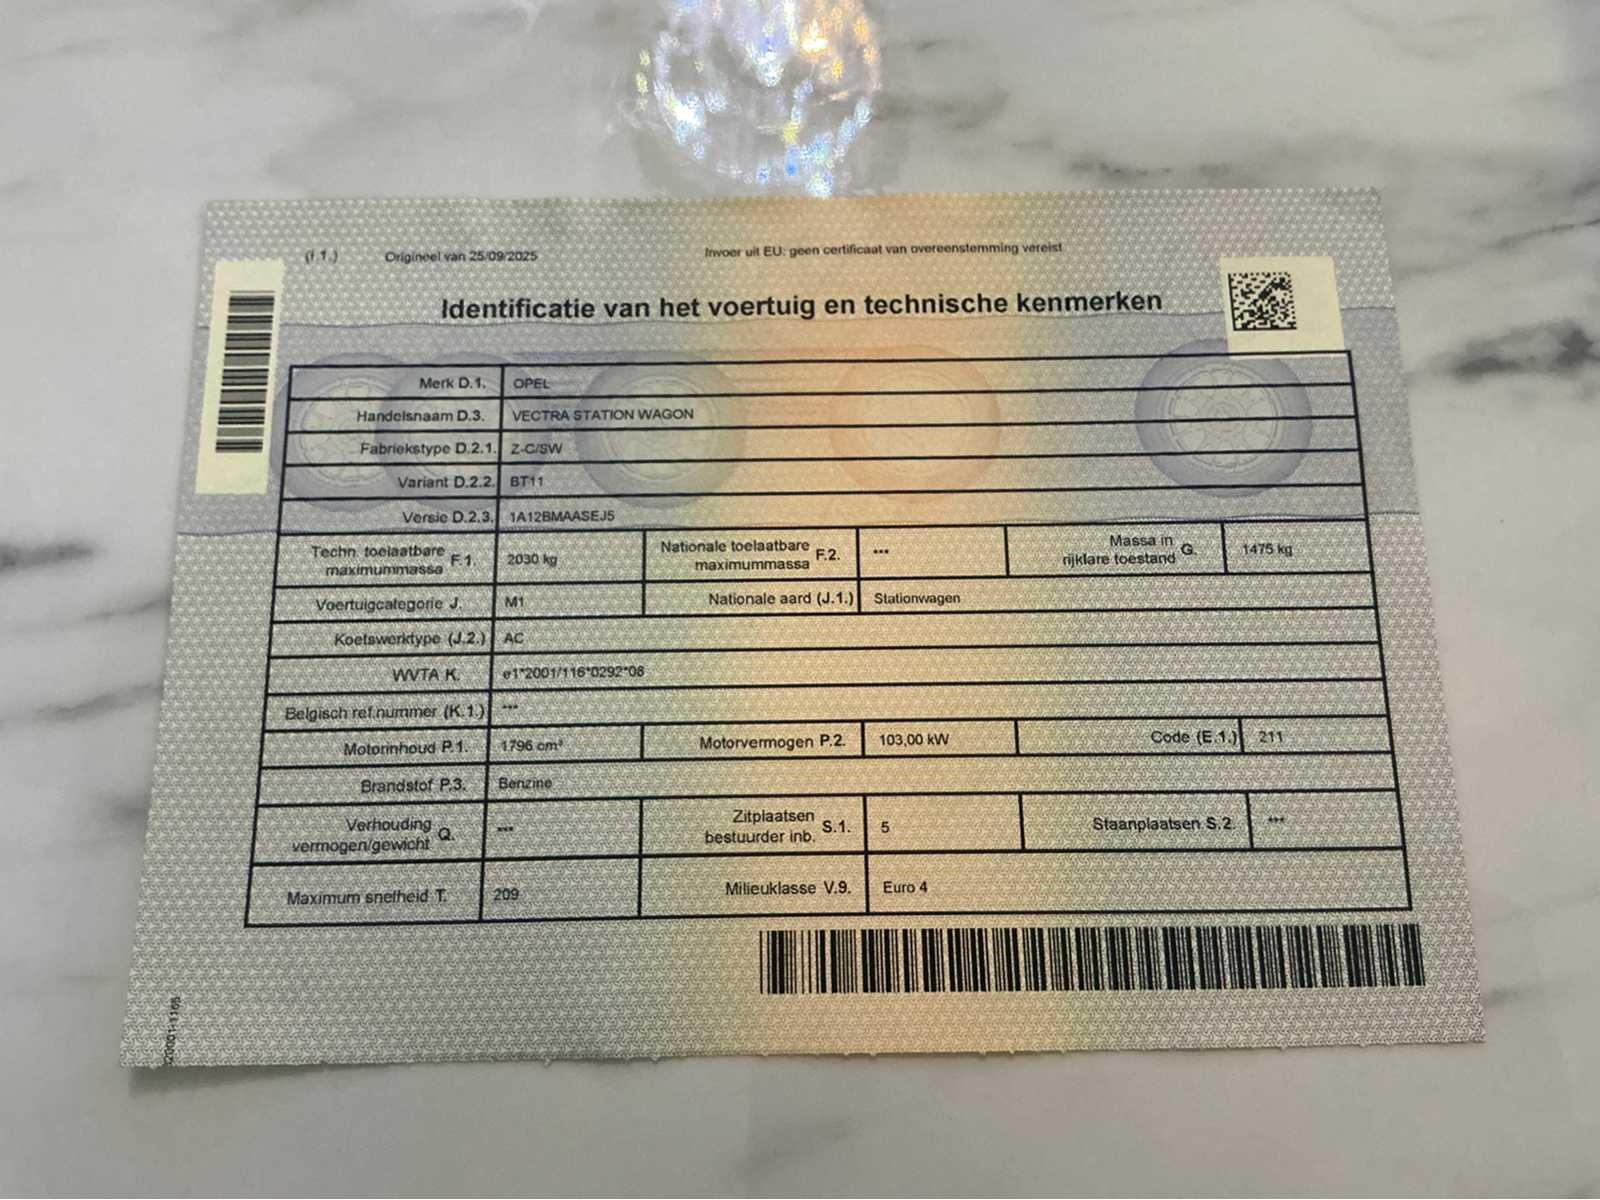 (I.1.) Origineel van 25/09/2025 Invoer uit EU: geen certificaat van overeenstemming vereist
Identificatie van het voertuig en technische kenmerken
Merk D.1. OPEL
Handelsnaam D.3. VECTRA STATION WAGON
Fabriekstype D.2.1. Z-C/SW
Variant D.2.2. BT11
Versie D.2.3. 1A12BMAASEJ5
Techn. toelaatbare maximummassa F.1. 2030 kg Nationale toelaatbare maximummassa F.2. *** Massa in rijklare toestand G. 1475 kg
Voertuigcategorie J. M1 Nationale aard (J.1.) Stationwagen
Koetswerktype (J.2.) AC
WVTA K. e1*2001/116*0292*08
Belgisch ref.nummer (K.1.) ***
Motorinhoud P.1. 1796 cm³ Motorvermogen P.2. 103,00 kW Code (E.1.) 211
Brandstof P.3. Benzine
Verhouding vermogen/gewicht Q. *** Zitplaatsen bestuurder inb. S.1. 5 Staanplaatsen S.2. ***
Maximum snelheid T. 209 Milieuklasse V.9. Euro 4